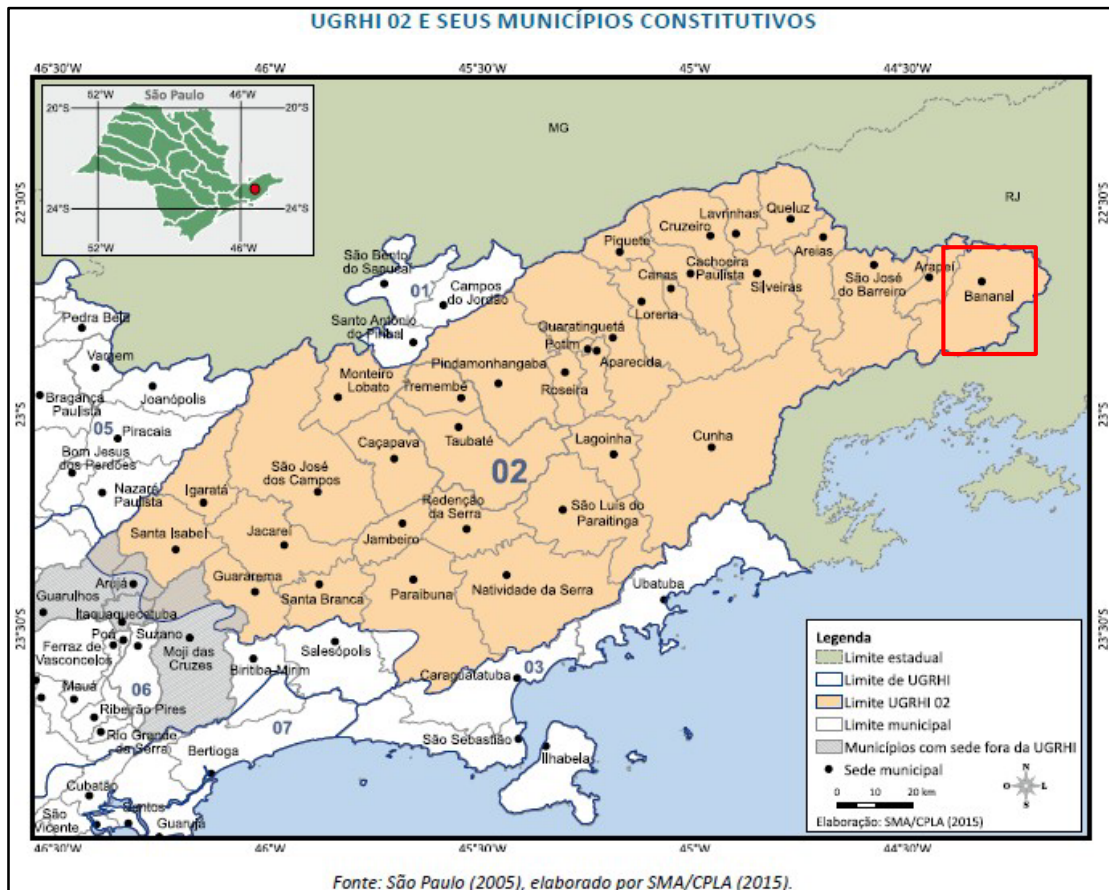 UGRHI 02 E SEUS MUNICÍPIOS CONSTITUTIVOS
46°30'W
46°W
45°30'W
45°W
44°30'W
52°W
São Paulo
46°W
20°S
20°S
24°S
24°S
52°W
46°W
MG
RJ
22°30'S
22°30'S
Queluz
Lavrinhas
Cruzeiro
Areias
Piquete
Cachoeira
Paulista
Canas
Silveiras
São José
do Barreiro
Arapeí
Bananal
Lorena
São Bento
do Sapucaí
01
Campos
do Jordão
Santo Antônio
do Pinhal
Guaratinguetá
Potim
Aparecida
Roseira
Pindamonhangaba
Tremembé
Monteiro
Lobato
Pedra Bela
Vargem
Joanópolis
Bragança
Paulista
05
Piracaia
Bom Jesus
dos Perdões
Nazaré
Paulista
23°S
23°S
Taubaté
Caçapava
Lagoinha
Cunha
02
São José
dos Campos
Igaratá
Redenção
da Serra
São Luís do
Paraitinga
Santa Isabel
Jacareí
Jambeiro
Arujá
Guarulhos
Guararema
Santa Branca
Paraibuna
Natividade da Serra
Ubatuba
Itaquaquecetuba
Poá
Suzano
Ferraz de
Vasconcelos
Moji das
Cruzes
Biritiba-Mirim
Salesópolis
23°30'S
23°30'S
Caraguatatuba
03
Mauá
06
Ribeirão Pires
Rio Grande
da Serra
07
Bertioga
São Sebastião
Ilhabela
Cubatão
Santos
São
Vicente
Guarujá
Legenda
Limite estadual
Limite de UGRHI
Limite UGRHI 02
Limite municipal
Municípios com sede fora da UGRHI
Sede municipal
0 10 20 km
N
O L
S
Elaboração: SMA/CPLA (2015)
46°30'W
46°W
45°30'W
45°W
44°30'W
Fonte: São Paulo (2005), elaborado por SMA/CPLA (2015).